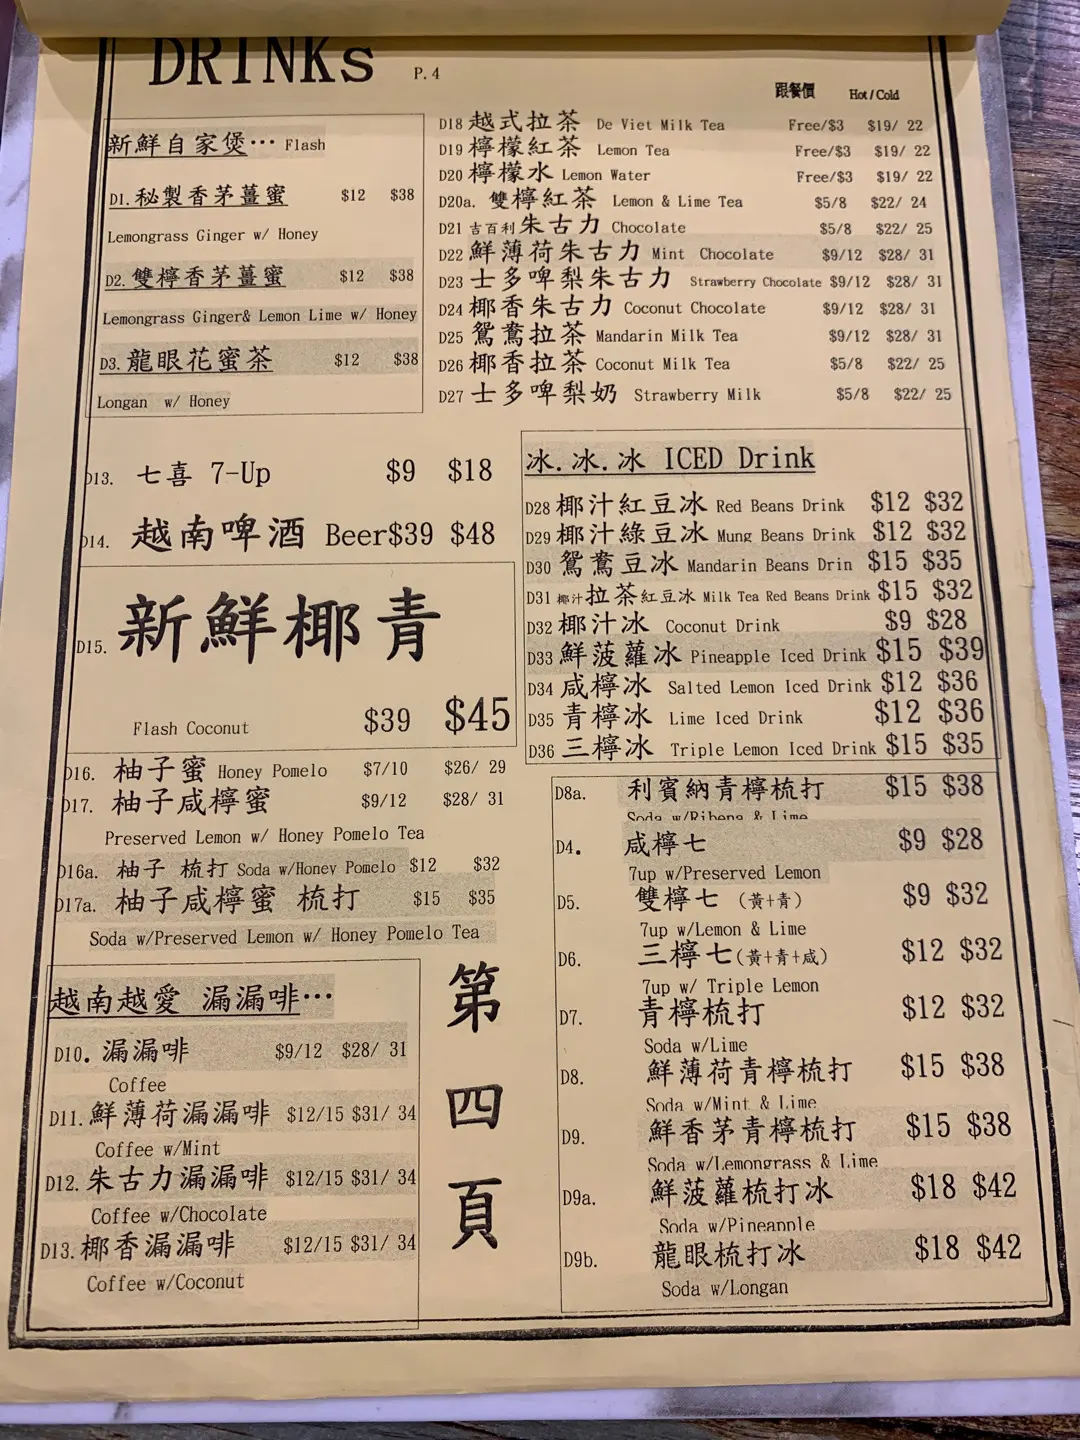 DRINKs P.4
跟餐價 Hot/Cold
新鮮自家煲… Flash
D1.秘製香茅薑蜜 $12 $38
Lemongrass Ginger w/ Honey
D2.雙檸香茅薑蜜 $12 $38
Lemongrass Ginger& Lemon Lime w/ Honey
D3.龍眼花蜜茶 $12 $38
Longan w/ Honey
D18 越式拉茶 De Viet Milk Tea Free/$3 $19/ 22
D19 檸檬紅茶 Lemon Tea Free/$3 $19/ 22
D20 檸檬水 Lemon Water Free/$3 $19/ 22
D20a. 雙檸紅茶 Lemon & Lime Tea $5/8 $22/ 24
D21 吉百利朱古力 Chocolate $5/8 $22/ 25
D22 鮮薄荷朱古力 Mint Chocolate $9/12 $28/ 31
D23 士多啤梨朱古力 Strawberry Chocolate $9/12 $28/ 31
D24 椰香朱古力 Coconut Chocolate $9/12 $28/ 31
D25 鴛鴦拉茶 Mandarin Milk Tea $9/12 $28/ 31
D26 椰香拉茶 Coconut Milk Tea $5/8 $22/ 25
D27 士多啤梨奶 Strawberry Milk $5/8 $22/ 25
D13. 七喜 7-Up $9 $18
D14. 越南啤酒 Beer$39 $48
D15. 新鮮椰青
Flash Coconut $39 $45
D16. 柚子蜜 Honey Pomelo $7/10 $26/ 29
D17. 柚子咸檸蜜 $9/12 $28/ 31
Preserved Lemon w/ Honey Pomelo Tea
D16a. 柚子 梳打 Soda w/Honey Pomelo $12 $32
D17a. 柚子咸檸蜜 梳打 $15 $35
Soda w/Preserved Lemon w/ Honey Pomelo Tea
冰.冰.冰 ICED Drink
D28 椰汁紅豆冰 Red Beans Drink $12 $32
D29 椰汁綠豆冰 Mung Beans Drink $12 $32
D30 鴛鴦豆冰 Mandarin Beans Drin $15 $35
D31 椰汁拉茶紅豆冰 Milk Tea Red Beans Drink $15 $32
D32 椰汁冰 Coconut Drink $9 $28
D33 鮮菠蘿冰 Pineapple Iced Drink $15 $39
D34 咸檸冰 Salted Lemon Iced Drink $12 $36
D35 青檸冰 Lime Iced Drink $12 $36
D36 三檸冰 Triple Lemon Iced Drink $15 $35
越南越愛 漏漏啡…
D10. 漏漏啡 $9/12 $28/ 31
Coffee
D11. 鮮薄荷漏漏啡 $12/15 $31/ 34
Coffee w/Mint
D12. 朱古力漏漏啡 $12/15 $31/ 34
Coffee w/Chocolate
D13. 椰香漏漏啡 $12/15 $31/ 34
Coffee w/Coconut
第
四
頁
D8a. 利賓納青檸梳打 $15 $38
Soda w/Ribena & Lime
D4. 咸檸七 $9 $28
7up w/Preserved Lemon
D5. 雙檸七 (黃+青) $9 $32
7up w/Lemon & Lime
D6. 三檸七(黃+青+咸) $12 $32
7up w/ Triple Lemon
D7. 青檸梳打 $12 $32
Soda w/Lime
D8. 鮮薄荷青檸梳打 $15 $38
Soda w/Mint & Lime
D9. 鮮香茅青檸梳打 $15 $38
Soda w/Lemongrass & Lime
D9a. 鮮菠蘿梳打冰 $18 $42
Soda w/Pineapple
D9b. 龍眼梳打冰 $18 $42
Soda w/Longan